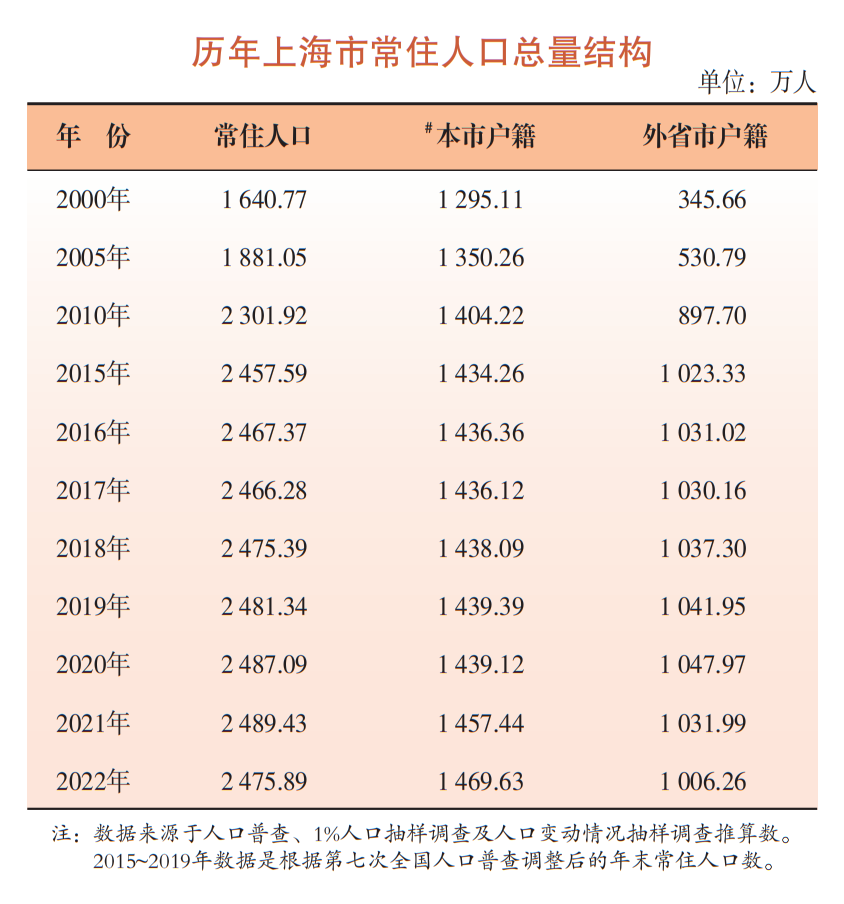 历年上海市常住人口总量结构
单位：万人
年 份 常住人口 #本市户籍 外省市户籍
2000年 1 640.77 1 295.11 345.66
2005年 1 881.05 1 350.26 530.79
2010年 2 301.92 1 404.22 897.70
2015年 2 457.59 1 434.26 1 023.33
2016年 2 467.37 1 436.36 1 031.02
2017年 2 466.28 1 436.12 1 030.16
2018年 2 475.39 1 438.09 1 037.30
2019年 2 481.34 1 439.39 1 041.95
2020年 2 487.09 1 439.12 1 047.97
2021年 2 489.43 1 457.44 1 031.99
2022年 2 475.89 1 469.63 1 006.26
注：数据来源于人口普查、1%人口抽样调查及人口变动情况抽样调查推算数。
2015~2019年数据是根据第七次全国人口普查调整后的年末常住人口数。